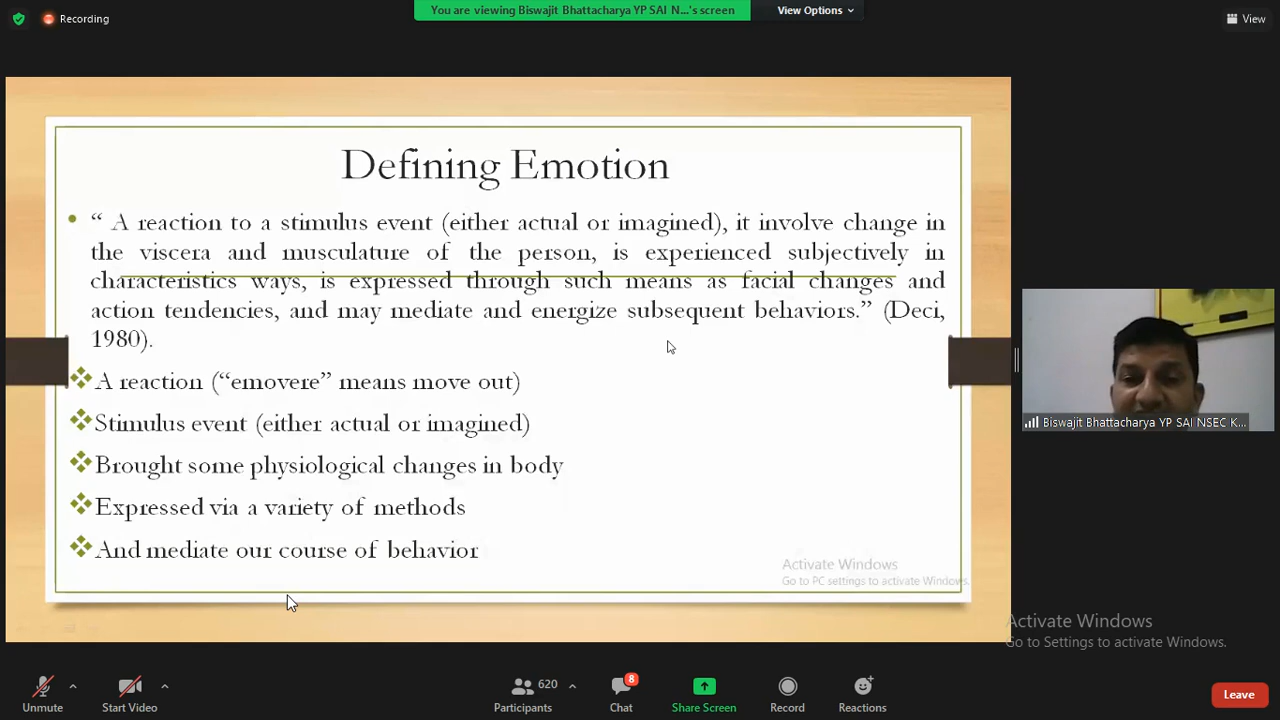 Recording
You are viewing Biswajit Bhattacharya YP SAI N...'s screen
View Options
View
Defining Emotion
“ A reaction to a stimulus event (either actual or imagined), it involve change in
the viscera and musculature of the person, is experienced subjectively in
characteristics ways, is expressed through such means as facial changes and
action tendencies, and may mediate and energize subsequent behaviors.” (Deci,
1980).
A reaction (“emovere” means move out)
Stimulus event (either actual or imagined)
Brought some physiological changes in body
Expressed via a variety of methods
And mediate our course of behavior
Activate Windows
Go to PC settings to activate Windows.
Biswajit Bhattacharya YP SAI NSEC K...
Activate Windows
Go to Settings to activate Windows.
Unmute
Start Video
620
Participants
8
Chat
Share Screen
Record
Reactions
Leave